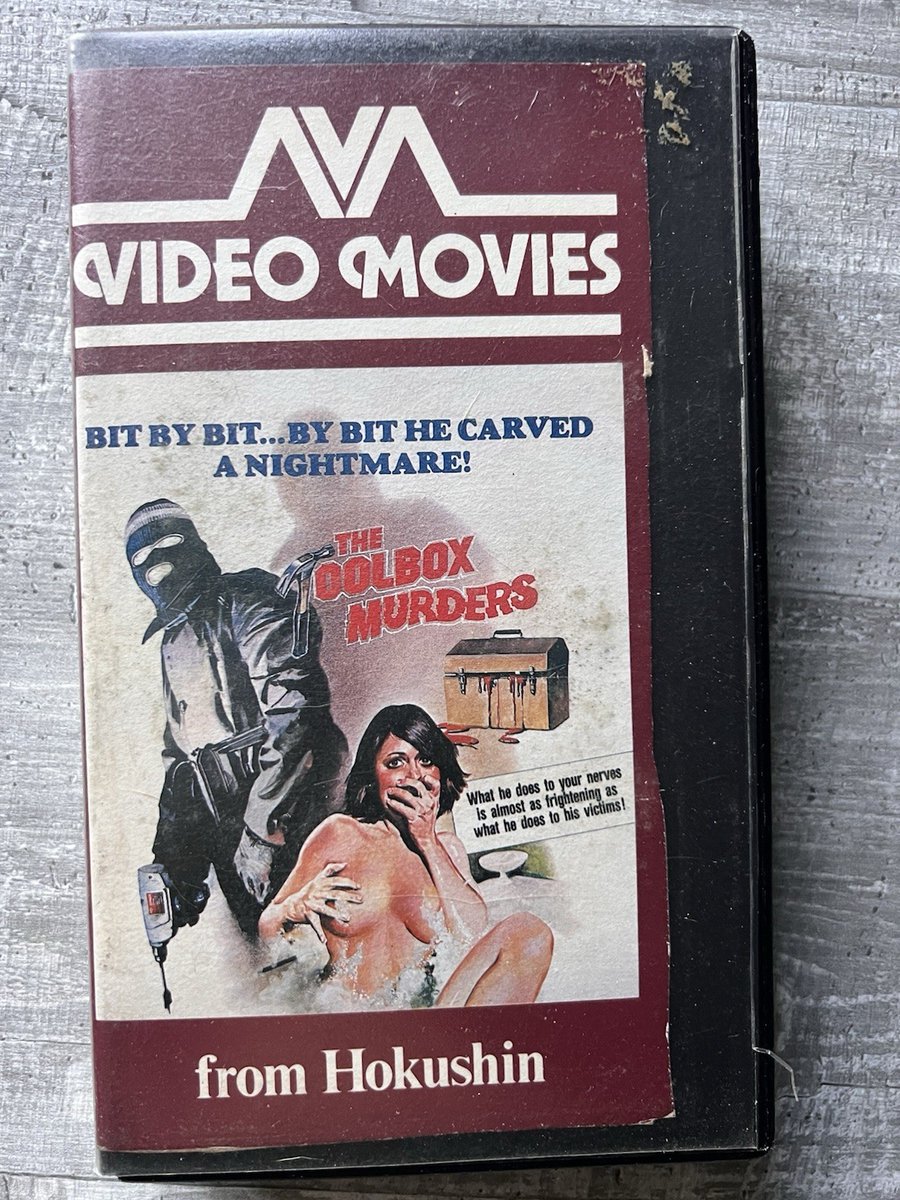 AVA
VIDEO MOVIES
BIT BY BIT...BY BIT HE CARVED
A NIGHTMARE!
THE
TOOLBOX
MURDERS
What he does to your nerves
is almost as frightening as
what he does to his victims!
from Hokushin